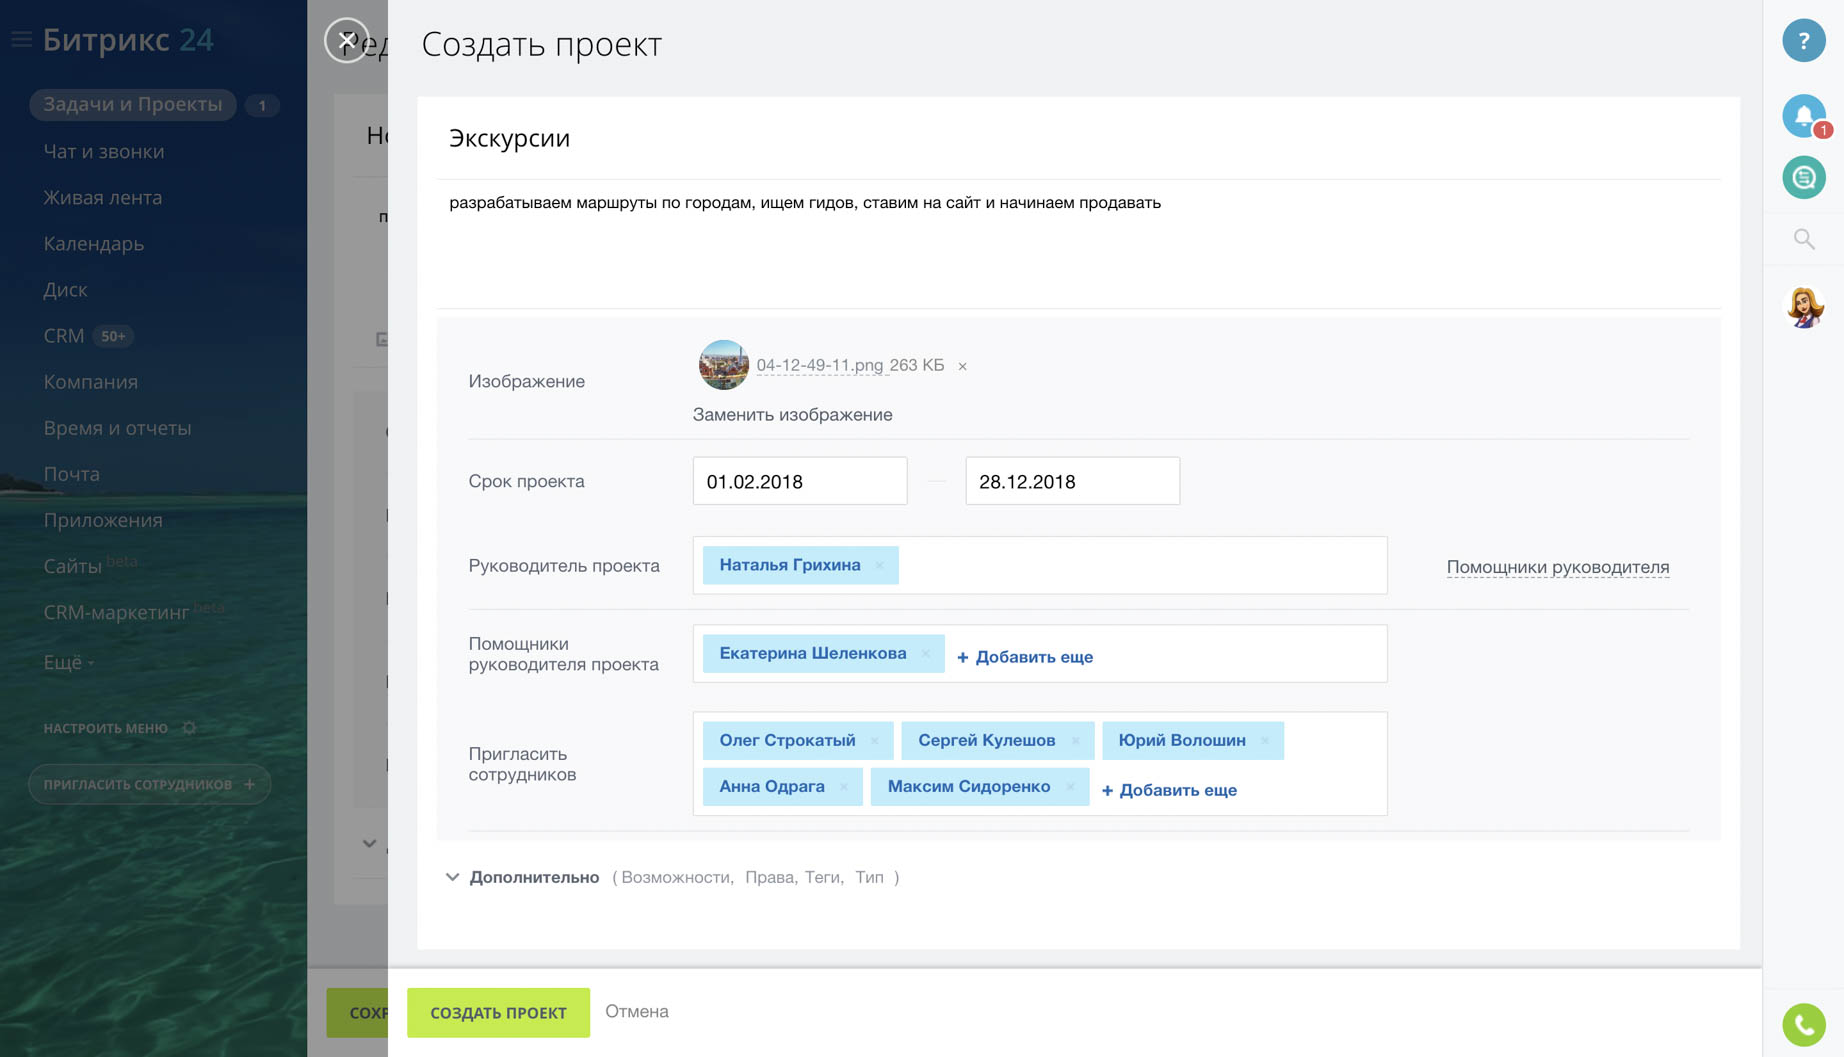 Битрикс 24
Задачи и Проекты 1
Чат и звонки
Живая лента
Календарь
Диск
CRM 50+
Компания
Время и отчеты
Почта
Приложения
Сайты beta
CRM-маркетинг beta
Ещё
НАСТРОИТЬ МЕНЮ
ПРИГЛАСИТЬ СОТРУДНИКОВ +
Создать проект
Экскурсии
разрабатываем маршруты по городам, ищем гидов, ставим на сайт и начинаем продавать
Изображение
04-12-49-11.png 263 КБ ×
Заменить изображение
Срок проекта 01.02.2018 — 28.12.2018
Руководитель проекта Наталья Грихина × Помощники руководителя
Помощники
руководителя проекта
Екатерина Шеленкова × + Добавить еще
Пригласить
сотрудников
Олег Строкатый × Сергей Кулешов × Юрий Волошин ×
Анна Одрага × Максим Сидоренко × + Добавить еще
Дополнительно ( Возможности, Права, Теги, Тип )
СОЗДАТЬ ПРОЕКТ Отмена
?
1